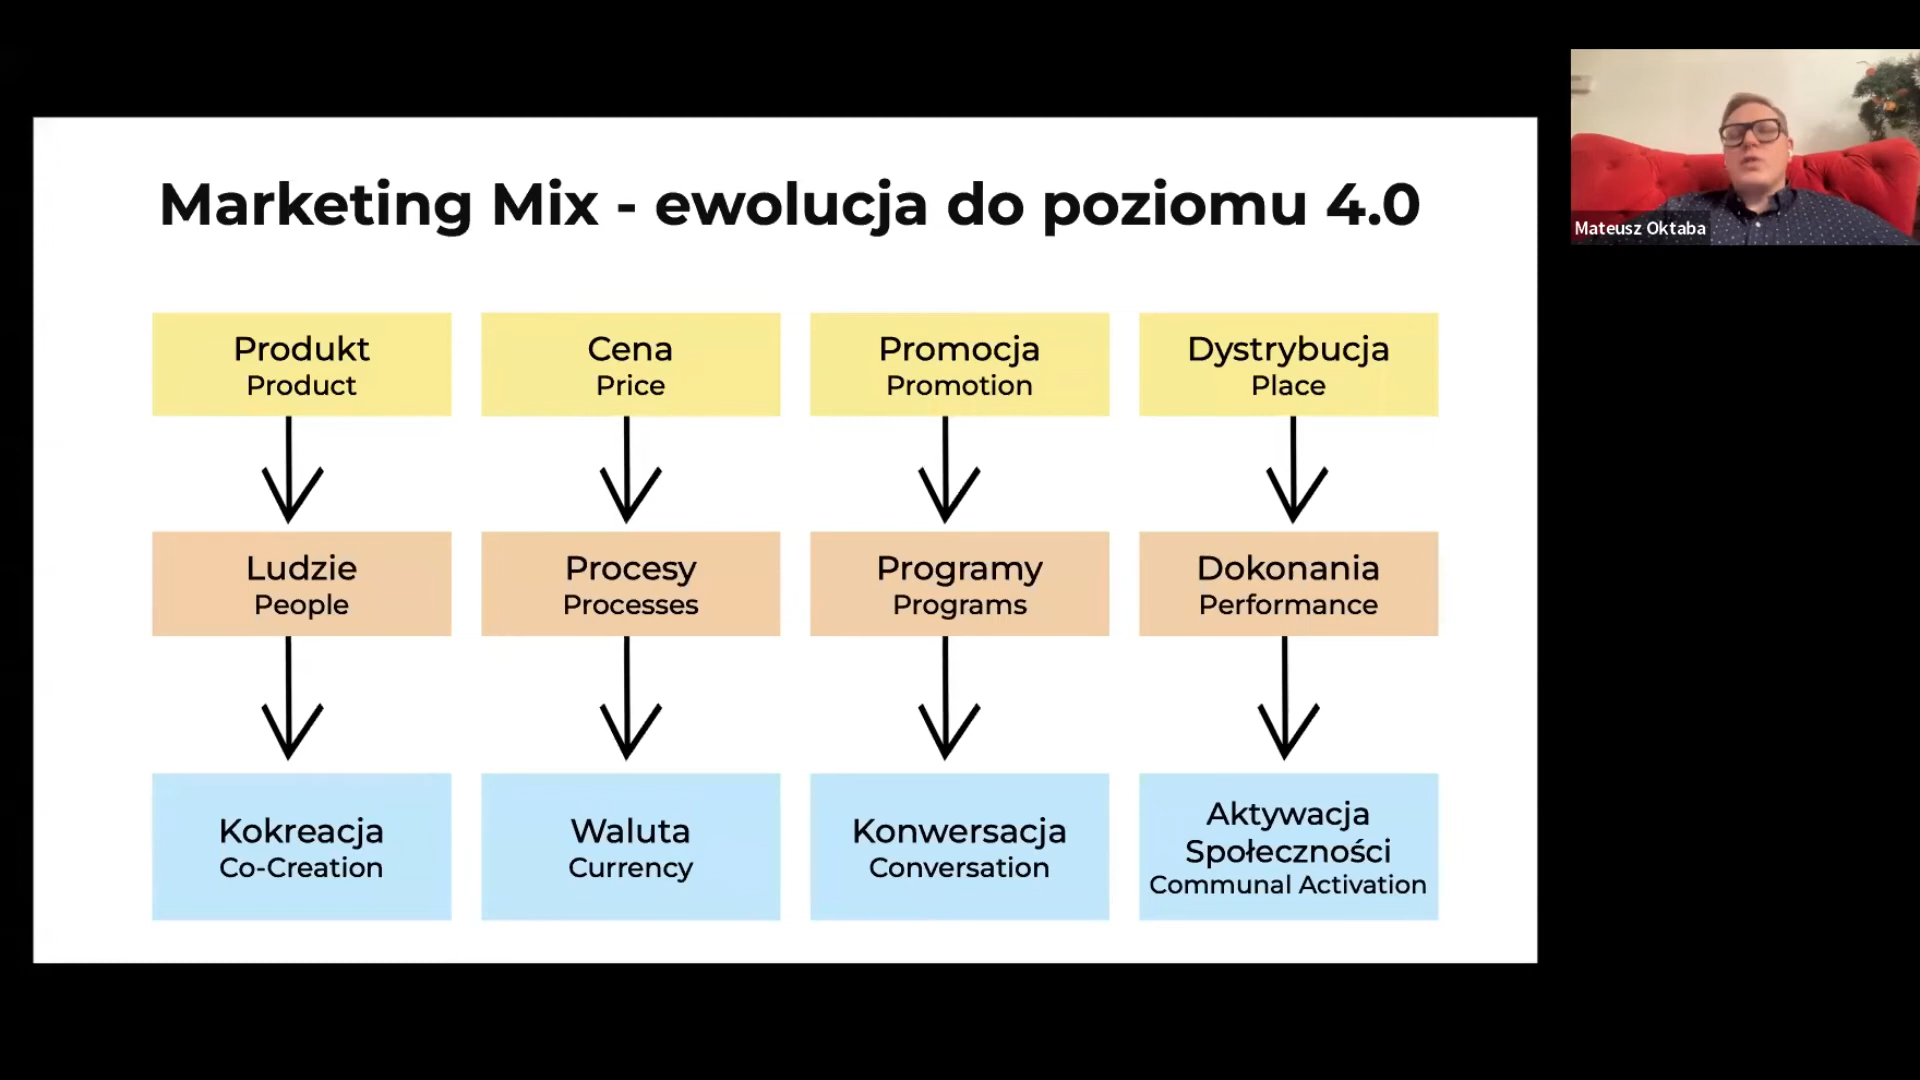 Marketing Mix - ewolucja do poziomu 4.0
Produkt
Product
Cena
Price
Promocja
Promotion
Dystrybucja
Place
Ludzie
People
Procesy
Processes
Programy
Programs
Dokonania
Performance
Kokreacja
Co-Creation
Waluta
Currency
Konwersacja
Conversation
Aktywacja
Społeczności
Communal Activation
Mateusz Oktaba